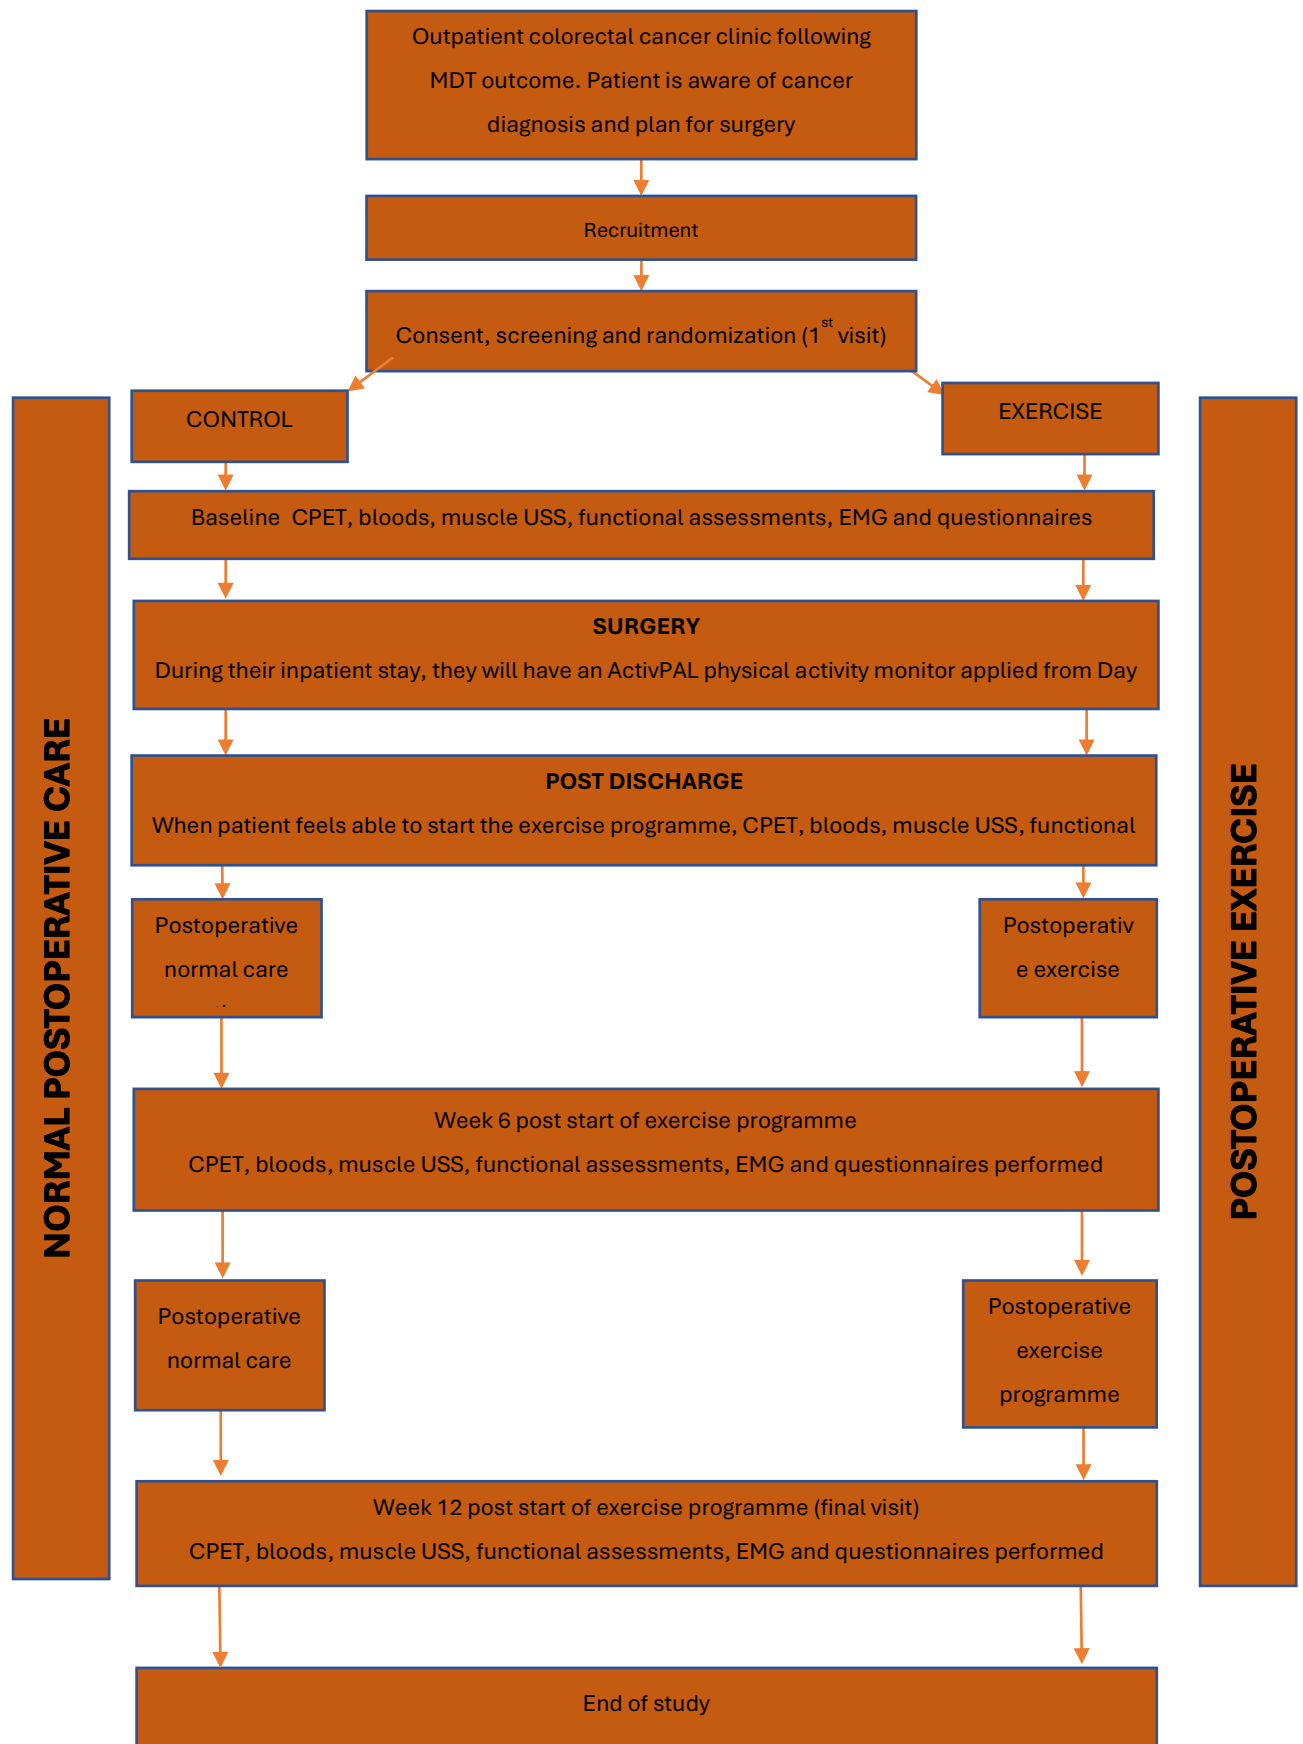 Outpatient colorectal cancer clinic following
MDT outcome. Patient is aware of cancer
diagnosis and plan for surgery
Recruitment
Consent, screening and randomization (1st visit)
CONTROL
EXERCISE
Baseline  CPET, bloods, muscle USS, functional assessments, EMG and questionnaires
SURGERY
During their inpatient stay, they will have an ActivPAL physical activity monitor applied from Day
POST DISCHARGE
When patient feels able to start the exercise programme, CPET, bloods, muscle USS, functional
Postoperative
normal care
Postoperativ
e exercise
Week 6 post start of exercise programme
CPET, bloods, muscle USS, functional assessments, EMG and questionnaires performed
Postoperative
normal care
Postoperative
exercise
programme
Week 12 post start of exercise programme (final visit)
CPET, bloods, muscle USS, functional assessments, EMG and questionnaires performed
End of study
NORMAL POSTOPERATIVE CARE
POSTOPERATIVE EXERCISE